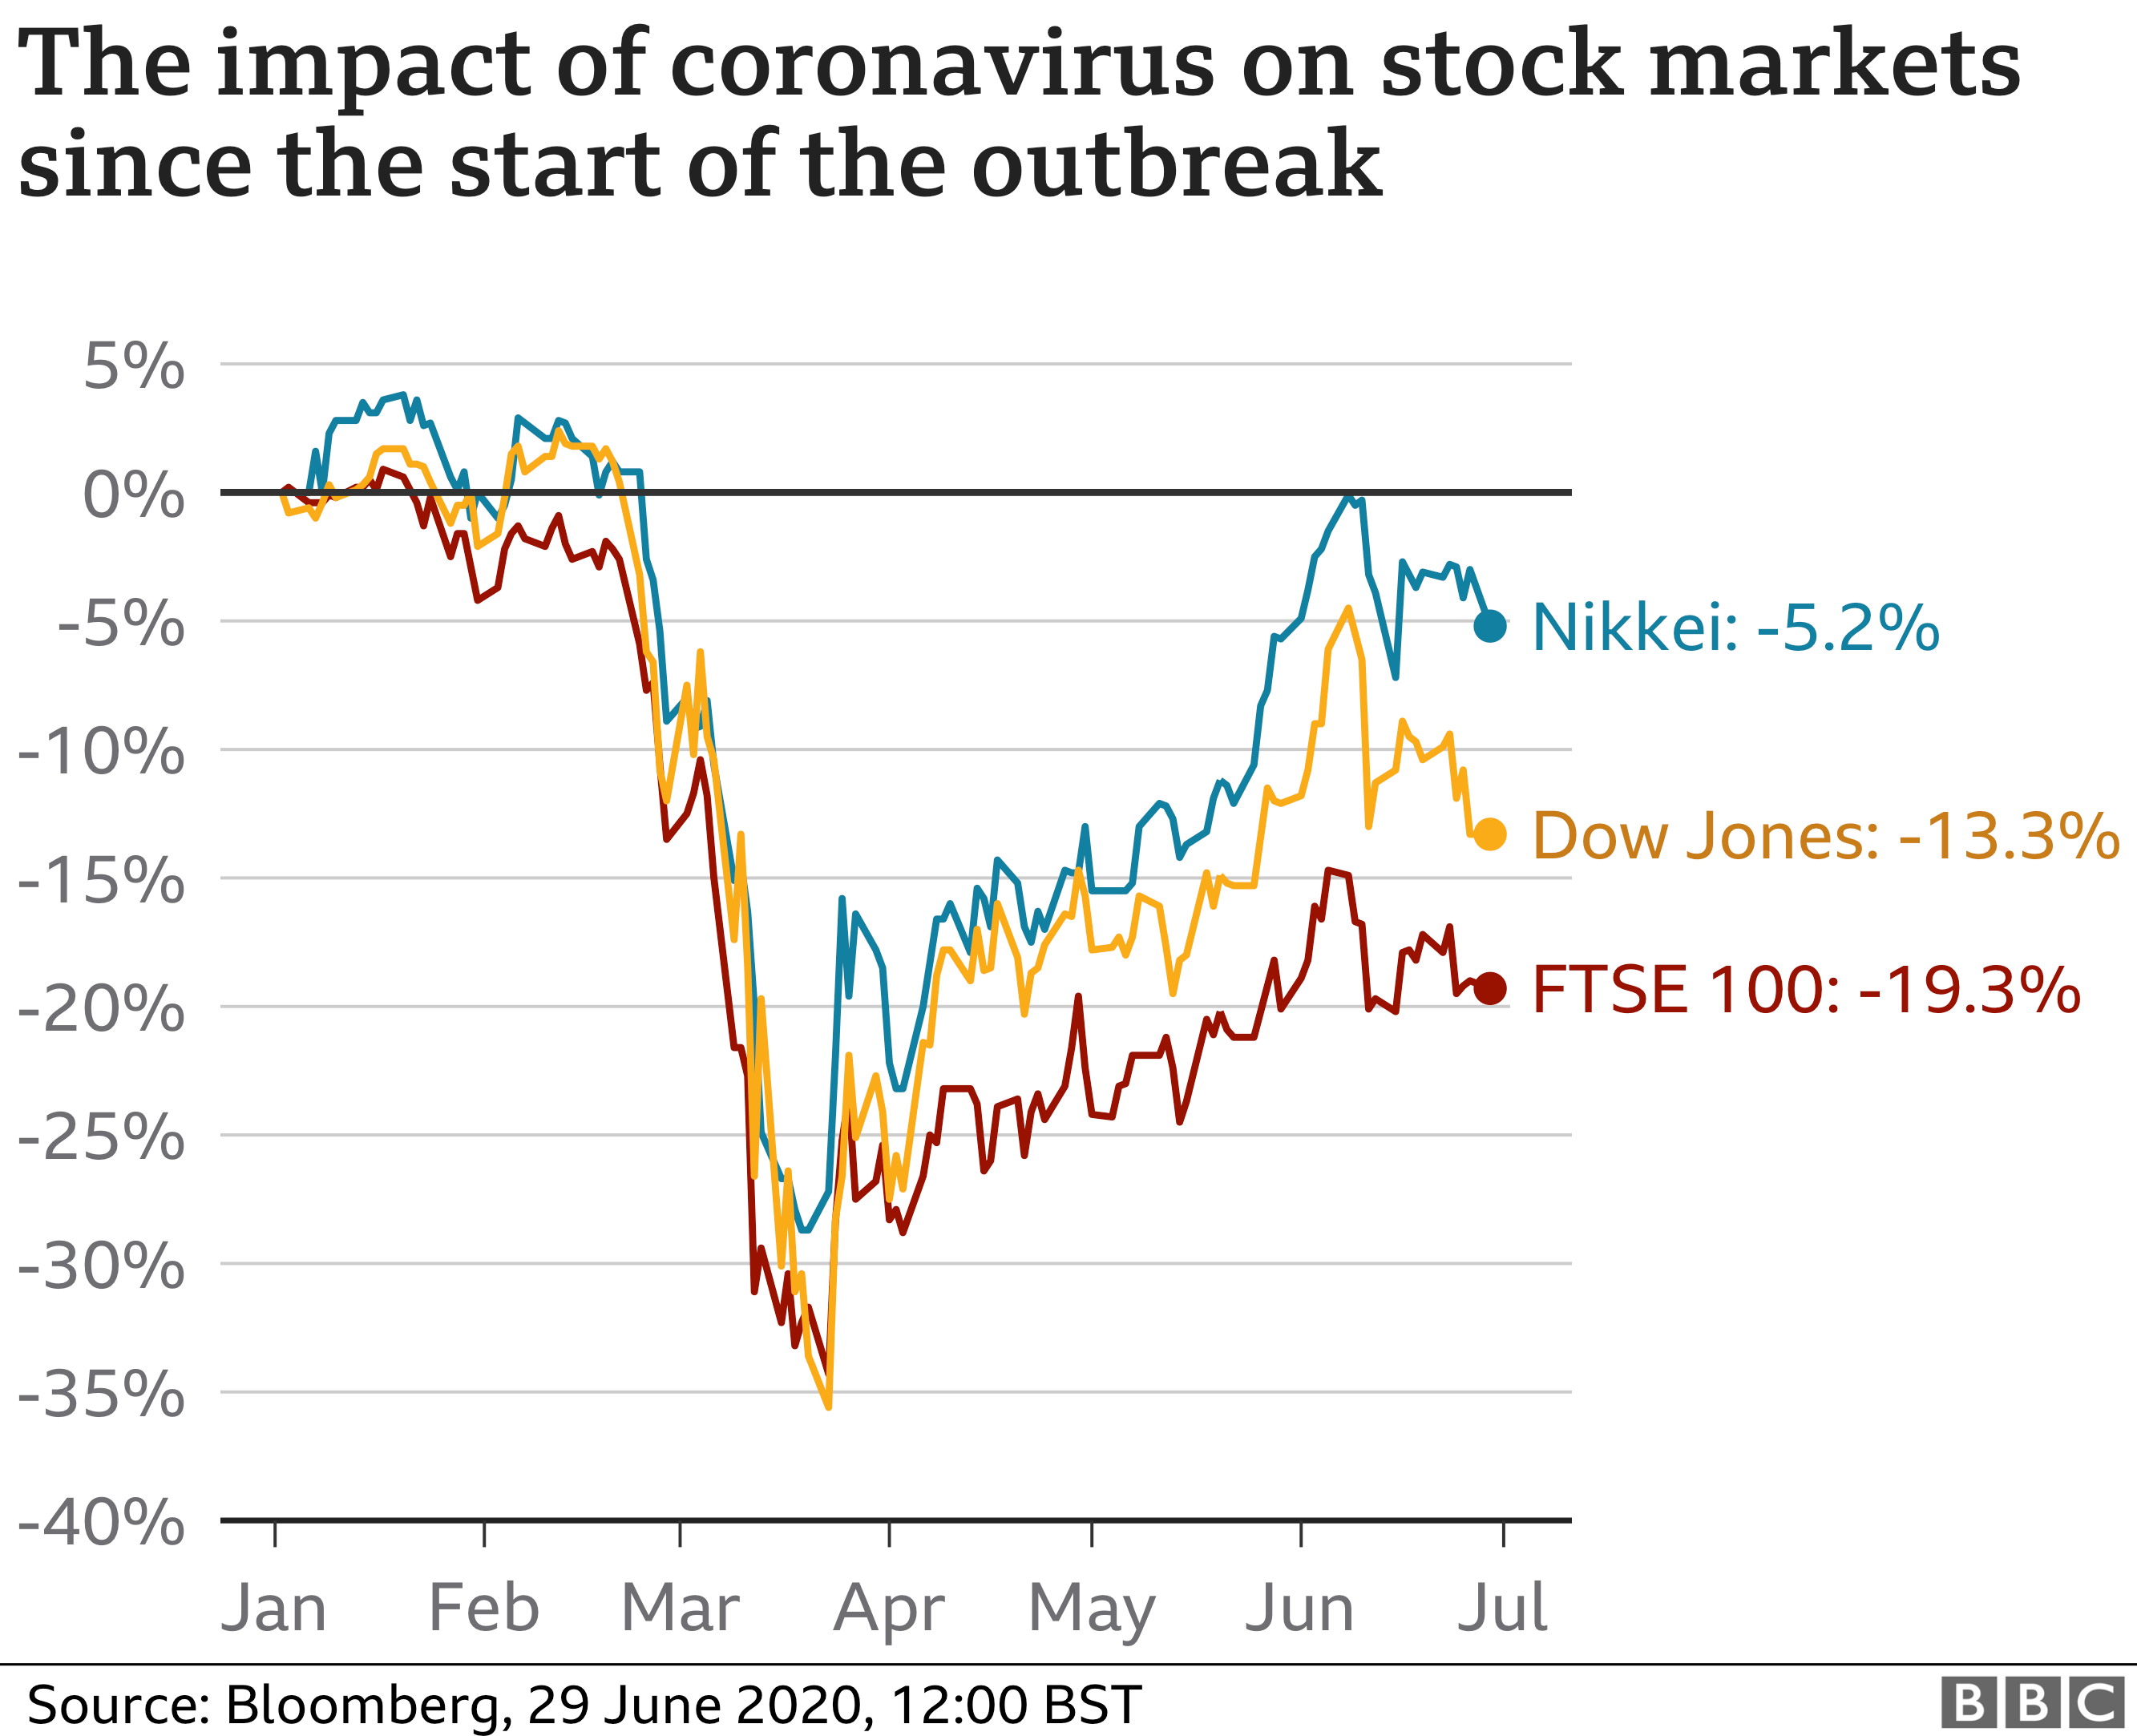 The impact of coronavirus on stock markets
since the start of the outbreak
5%
0%
-5%
-10%
-15%
-20%
-25%
-30%
-35%
-40%
Nikkei: -5.2%
Dow Jones: -13.3%
FTSE 100: -19.3%
Jan Feb Mar Apr May Jun Jul
Source: Bloomberg, 29 June 2020, 12:00 BST
BBC